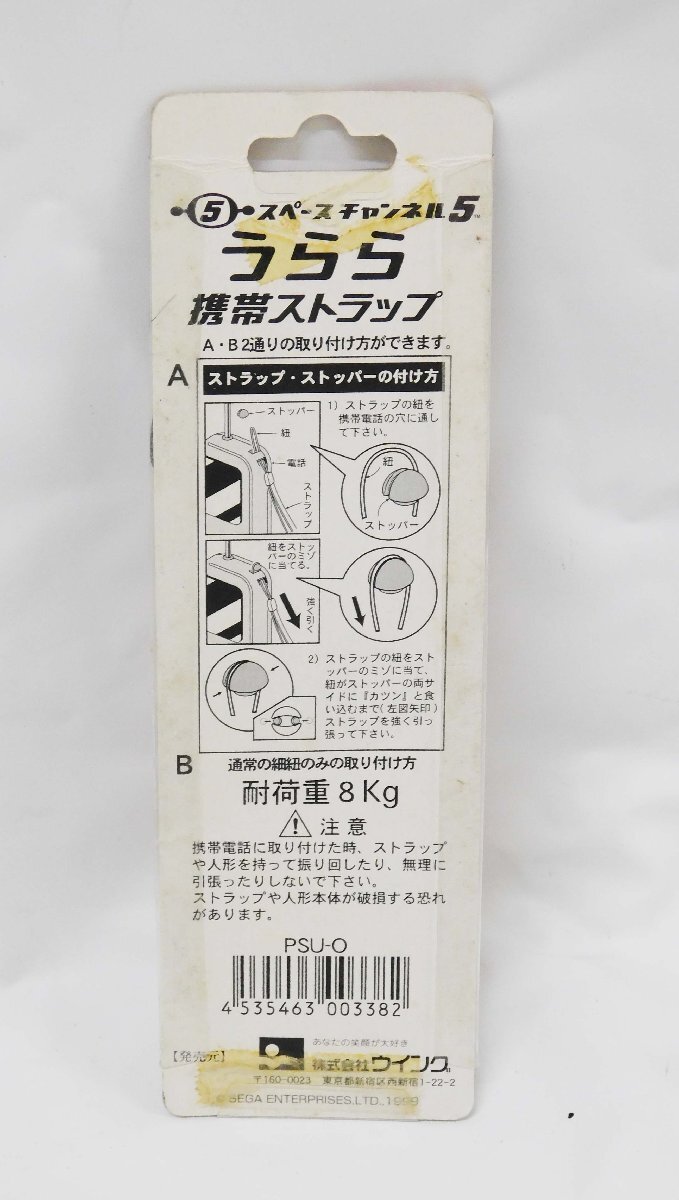 5 スペースチャンネル5™
うらら
携帯ストラップ
A・B2通りの取り付け方ができます。
A
ストラップ・ストッパーの付け方
ストッパー
紐
電話
ストラップ
1) ストラップの紐を
携帯電話の穴に通し
て下さい。
紐
ストッパー
紐をストッ
パーのミゾ
に当てる。
強く引く
2) ストラップの紐をスト
ッパーのミゾに当て、
紐がストッパーの両サ
イドに『カツン』と食
い込むまで(左図矢印)
ストラップを強く引っ
張って下さい。
B 通常の細紐のみの取り付け方
耐荷重8Kg
注意
携帯電話に取り付けた時、ストラップ
や人形を持って振り回したり、無理に
引張ったりしないで下さい。
ストラップや人形本体が破損する恐れ
があります。
PSU-O
4 535463 003382
あなたの笑顔が大好き
【発売元】 株式会社ウイング
〒160-0023 東京都新宿区西新宿1-22-2
© SEGA ENTERPRISES,LTD.,1999